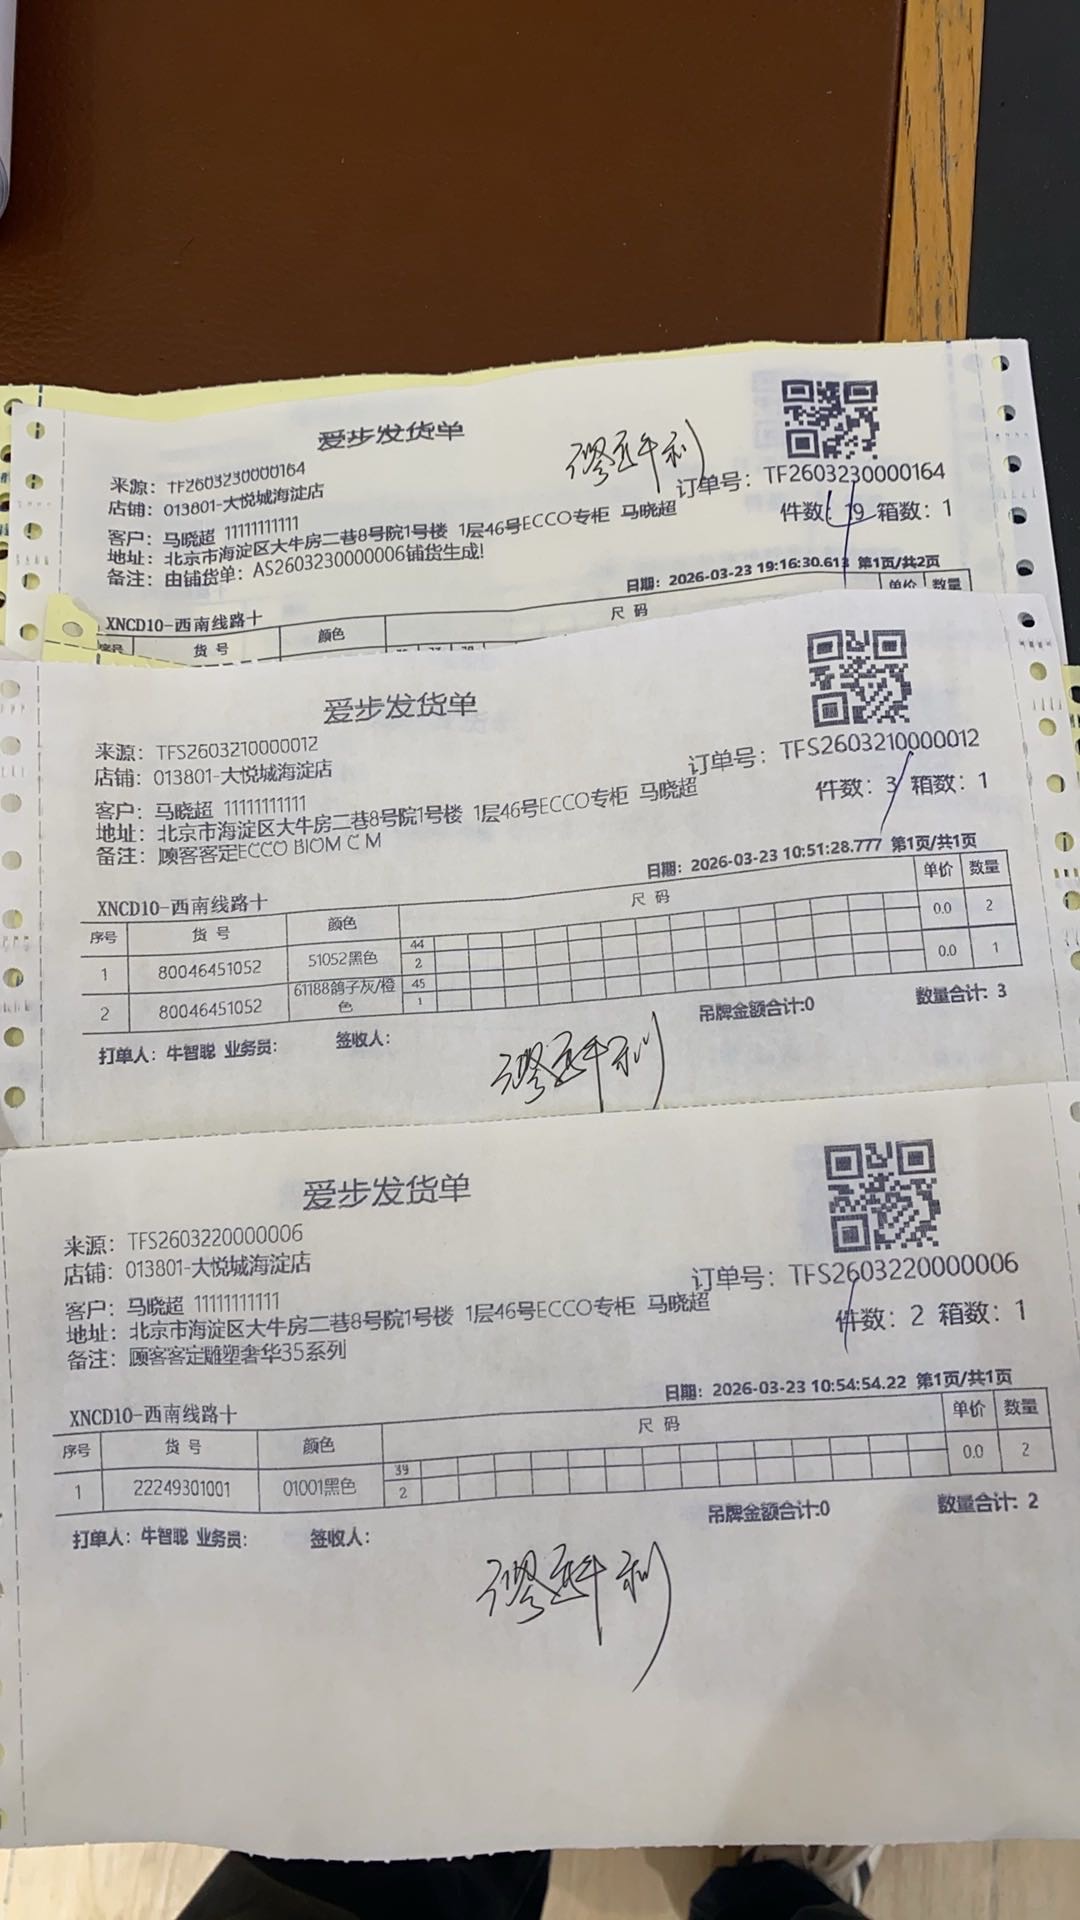 爱步发货单
来源：TF2603230000164
店铺：013801-大悦城海淀店
订单号：TF2603230000164
客户：马晓超 11111111111
件数：19 箱数：1
地址：北京市海淀区大牛房二巷8号院1号楼 1层46号ECCO专柜 马晓超
备注：由铺货单：AS2603230000006铺货生成!
日期：2026-03-23 19:16:30.613 第1页/共2页
XNCD10-西南线路十
序号 货号 颜色 尺码 单价 数量
爱步发货单
来源：TFS2603210000012
店铺：013801-大悦城海淀店
订单号：TFS2603210000012
客户：马晓超 11111111111
件数：3 箱数：1
地址：北京市海淀区大牛房二巷8号院1号楼 1层46号ECCO专柜 马晓超
备注：顾客客定ECCO BIOM C M
日期：2026-03-23 10:51:28.777 第1页/共1页
XNCD10-西南线路十
序号 货号 颜色 尺码 单价 数量
1 80046451052 51052黑色 44 2 0.0 2
2 80046451052 61188鸽子灰/橙色 45 1 0.0 1
吊牌金额合计:0 数量合计: 3
打单人：牛智聪 业务员: 签收人:
爱步发货单
来源：TFS2603220000006
店铺：013801-大悦城海淀店
订单号：TFS2603220000006
客户：马晓超 11111111111
件数：2 箱数：1
地址：北京市海淀区大牛房二巷8号院1号楼 1层46号ECCO专柜 马晓超
备注：顾客客定雕塑奢华35系列
日期：2026-03-23 10:54:54.22 第1页/共1页
XNCD10-西南线路十
序号 货号 颜色 尺码 单价 数量
1 22249301001 01001黑色 39 2 0.0 2
吊牌金额合计:0 数量合计: 2
打单人：牛智聪 业务员: 签收人: